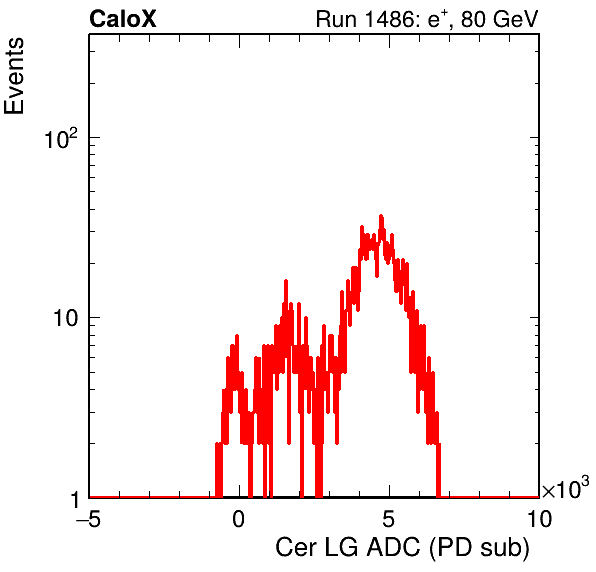 CaloX Run 1486: e⁺, 80 GeV
Events
10²
10
1
−5 0 5 10
×10³
Cer LG ADC (PD sub)